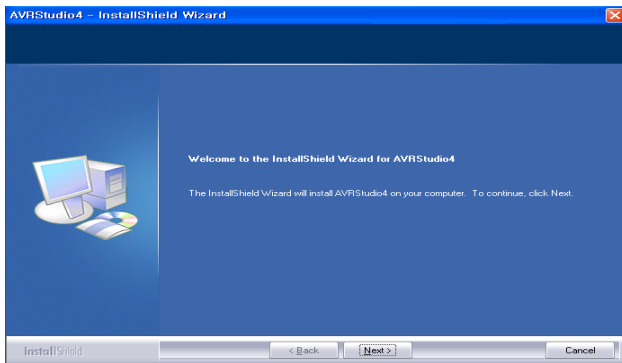 AVRStudio4 - InstallShield Wizard
Welcome to the InstallShield Wizard for AVRStudio4
The InstallShield Wizard will install AVRStudio4 on your computer. To continue, click Next.
InstallShield
< Back Next > Cancel